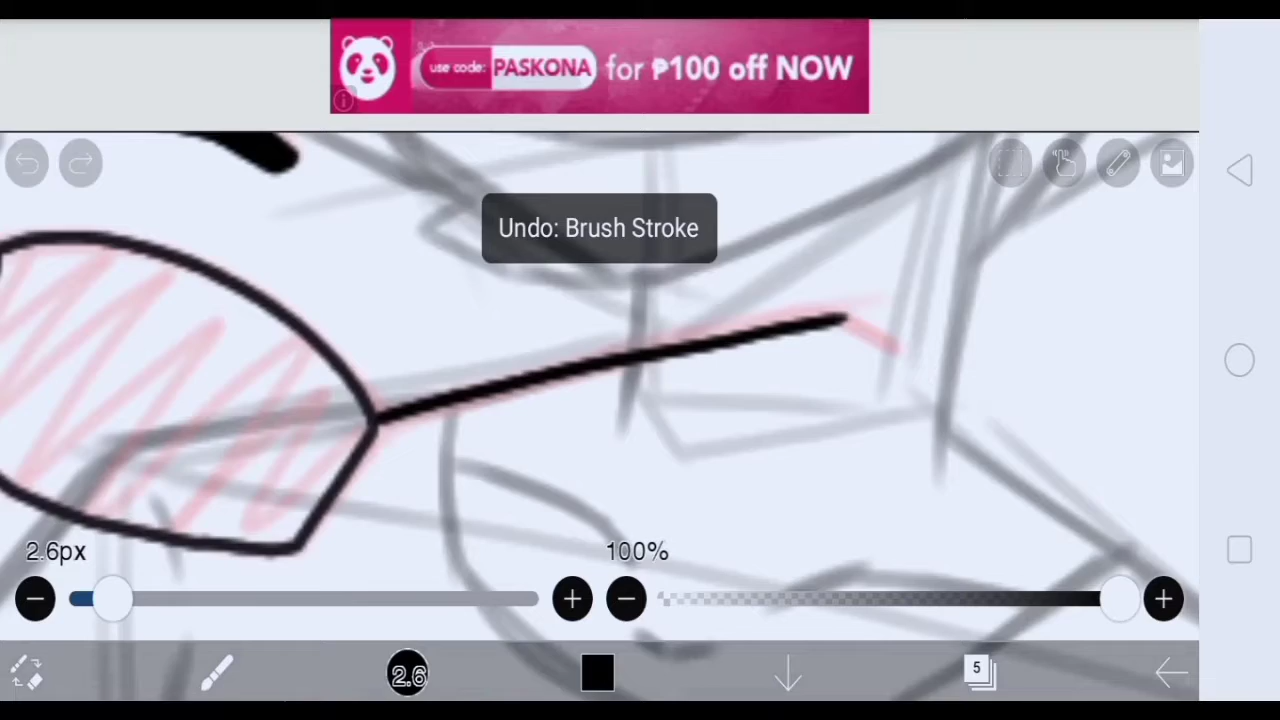 use code: PASKONA for ₱100 off NOW
Undo: Brush Stroke
2.6px
100%
2.6
5